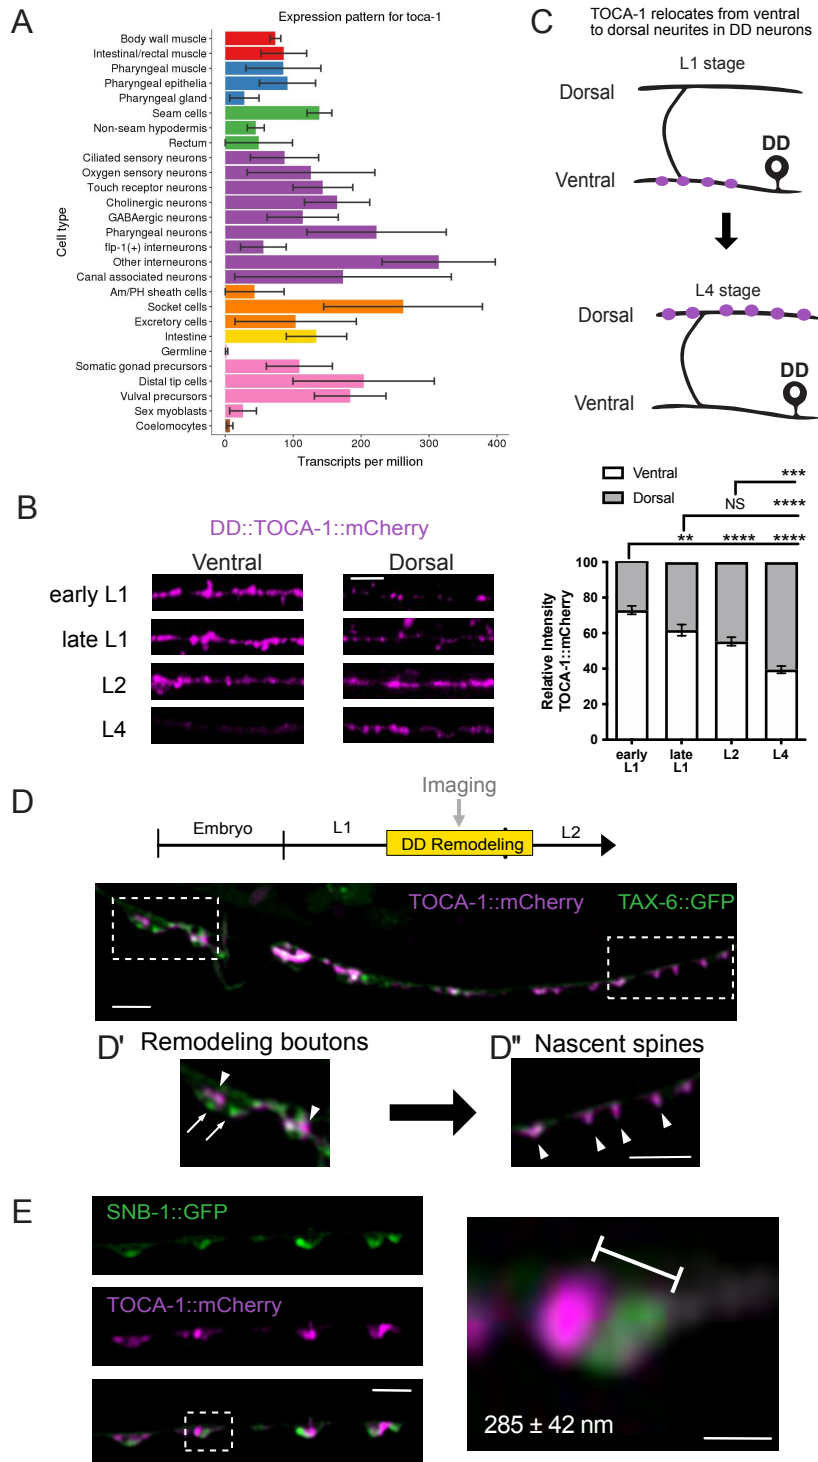 A
Expression pattern for toca-1
Cell type
Body wall muscle
Intestinal/rectal muscle
Pharyngeal muscle
Pharyngeal epithelia
Pharyngeal gland
Seam cells
Non-seam hypodermis
Rectum
Ciliated sensory neurons
Oxygen sensory neurons
Touch receptor neurons
Cholinergic neurons
GABAergic neurons
Pharyngeal neurons
flp-1(+) interneurons
Other interneurons
Canal associated neurons
Am/PH sheath cells
Socket cells
Excretory cells
Intestine
Germline
Somatic gonad precursors
Distal tip cells
Vulval precursors
Sex myoblasts
Coelomocytes
0 100 200 300 400
Transcripts per million
C
TOCA-1 relocates from ventral
to dorsal neurites in DD neurons
L1 stage
Dorsal
DD
Ventral
L4 stage
Dorsal
DD
Ventral
B
DD::TOCA-1::mCherry
Ventral Dorsal
early L1
late L1
L2
L4
Ventral
Dorsal
***
NS ****
** **** ****
Relative Intensity
TOCA-1::mCherry
100
80
60
40
20
0
early L1
late L1
L2
L4
D
Imaging
Embryo L1 DD Remodeling L2
TOCA-1::mCherry TAX-6::GFP
D' Remodeling boutons
D" Nascent spines
E
SNB-1::GFP
TOCA-1::mCherry
285 ± 42 nm